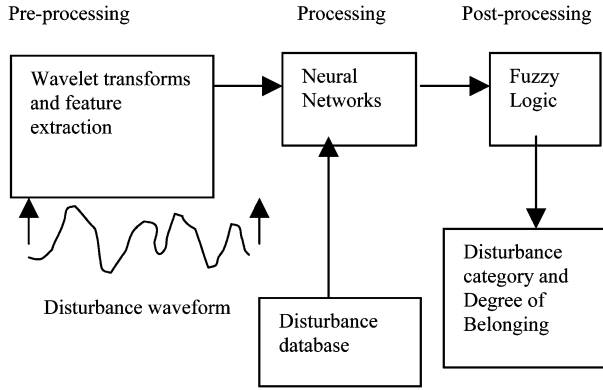 Pre-processing
Processing
Post-processing
Wavelet transforms
and feature
extraction
Neural
Networks
Fuzzy
Logic
Disturbance waveform
Disturbance
database
Disturbance
category and
Degree of
Belonging